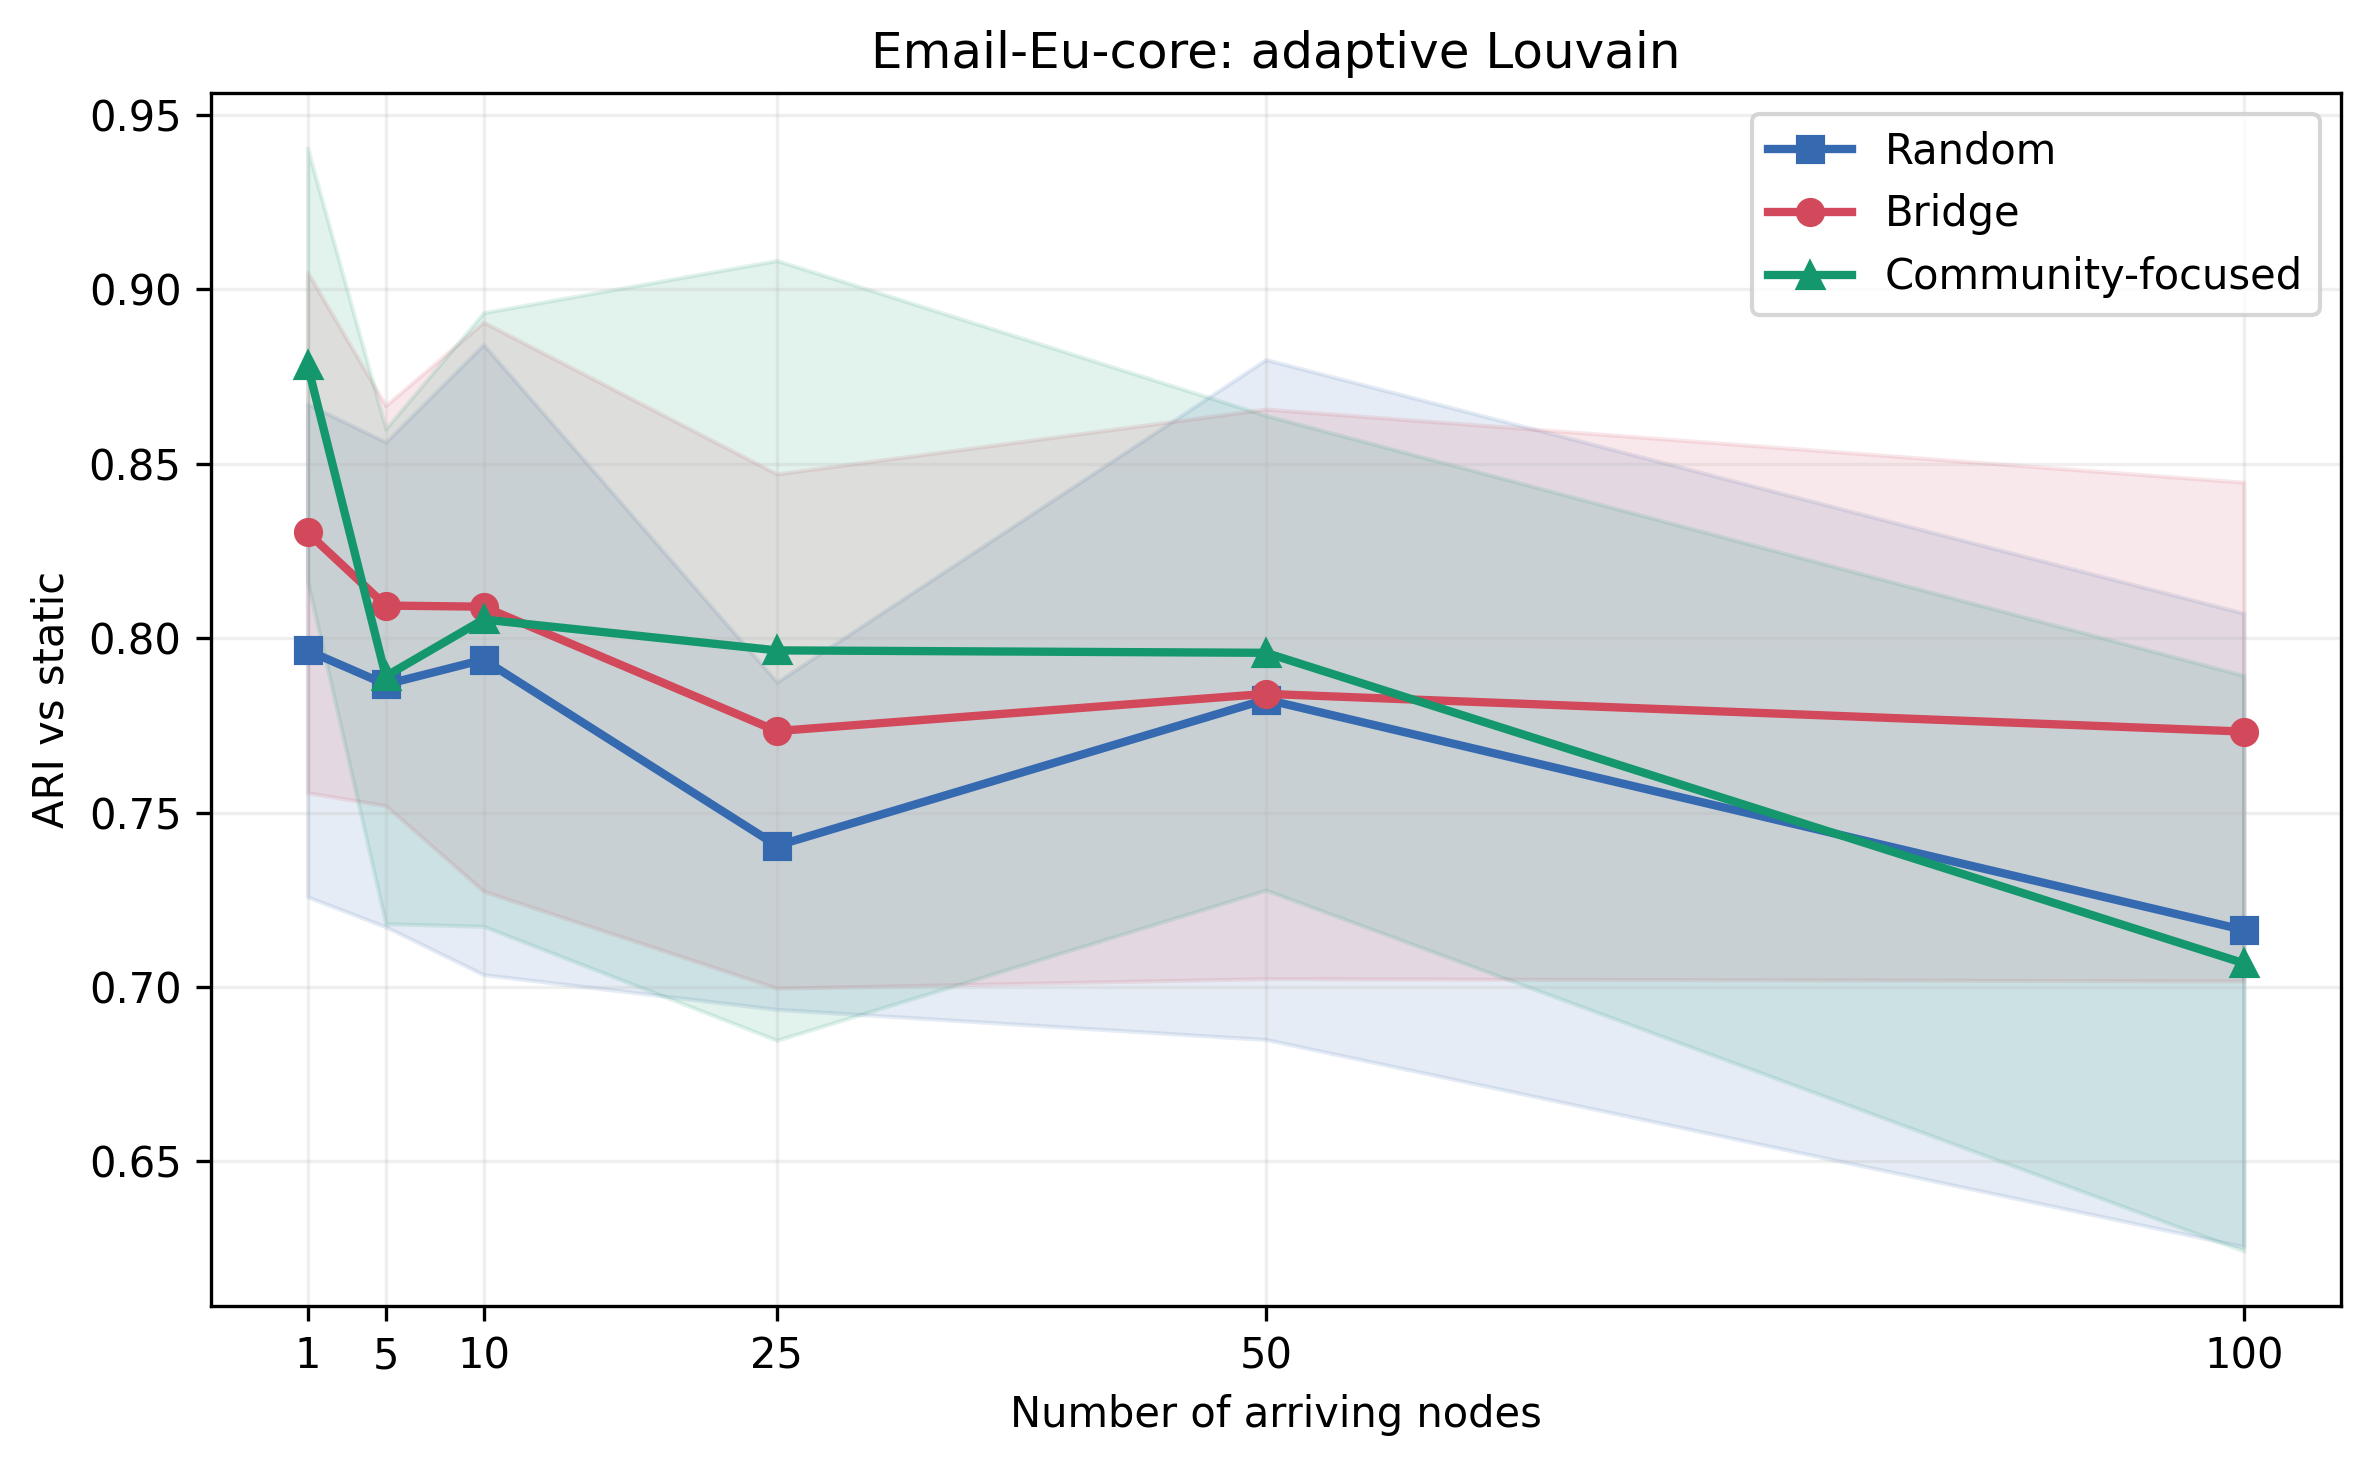 Email-Eu-core: adaptive Louvain
Random
Bridge
Community-focused
ARI vs static
0.95
0.90
0.85
0.80
0.75
0.70
0.65
1 5 10 25 50 100
Number of arriving nodes